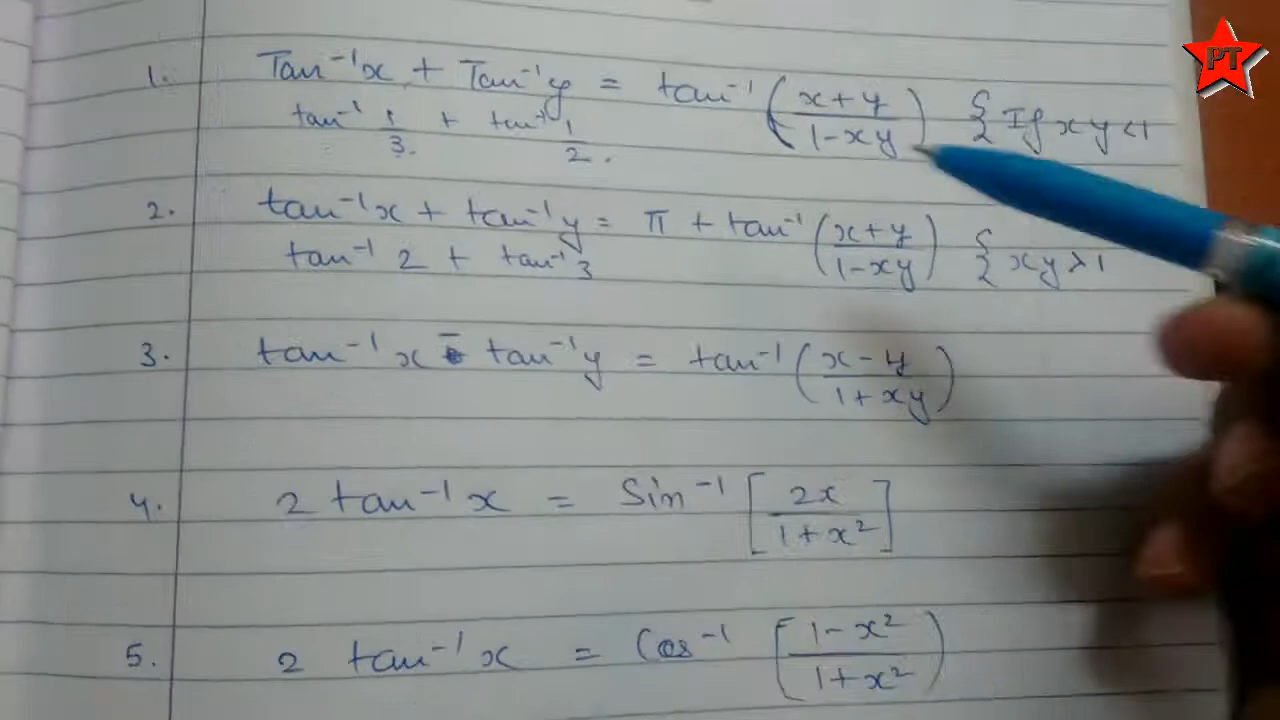 PT
1. Tan⁻¹x + Tan⁻¹y = tan⁻¹ (x+y / 1-xy) { If xy<1
tan⁻¹ 1/3. + tan⁻¹ 1/2.
2. tan⁻¹x + tan⁻¹y = π + tan⁻¹ (x+y / 1-xy) { xy>1
tan⁻¹ 2 + tan⁻¹ 3
3. tan⁻¹ x - tan⁻¹y = tan⁻¹ (x-y / 1+xy)
4. 2 tan⁻¹ x = Sin⁻¹ [2x / 1+x²]
5. 2 tan⁻¹ x = Cos⁻¹ [1-x² / 1+x²)